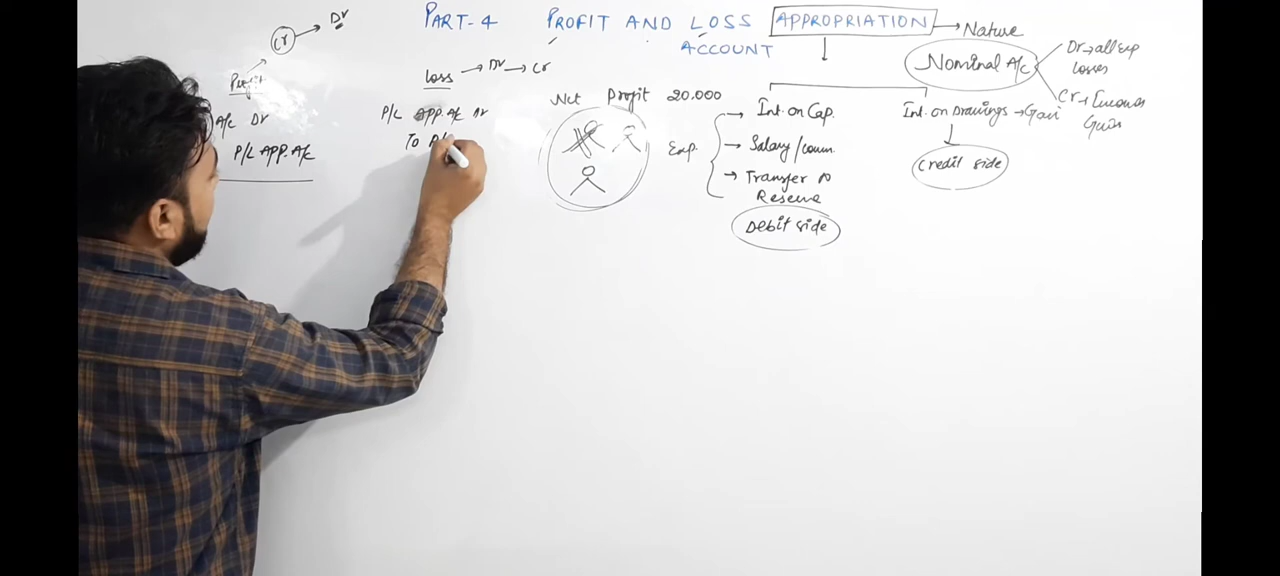 PART-4 PROFIT AND LOSS APPROPRIATION
ACCOUNT
Nature
Nominal A/c
Dr → all Exp
losses
Cr → Incomes
Gains
Cr → Dr
Profit
A/c Dr
P/L APP. A/c
Loss → Dr → Cr
P/L APP. A/c Dr
To P/
Net Profit 20.000
Exp.
→ Int. on Cap.
→ Salary/comm.
→ Transfer to
Reserve
Debit side
Int. on Drawings → Gain
Credit side